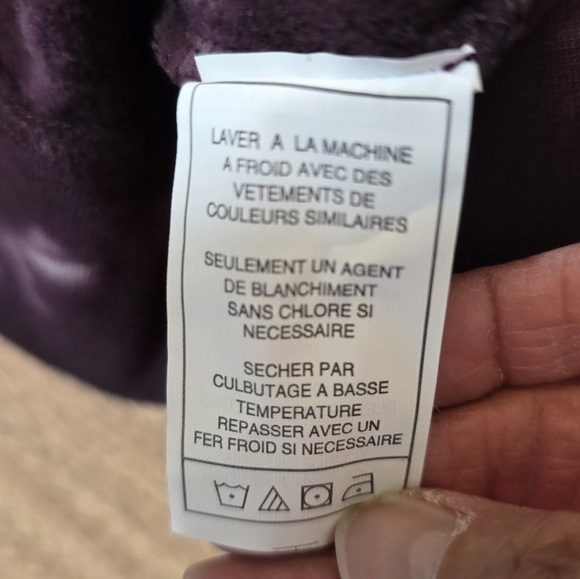 LAVER A LA MACHINE
A FROID AVEC DES
VETEMENTS DE
COULEURS SIMILAIRES
SEULEMENT UN AGENT
DE BLANCHIMENT
SANS CHLORE SI
NECESSAIRE
SECHER PAR
CULBUTAGE A BASSE
TEMPERATURE
REPASSER AVEC UN
FER FROID SI NECESSAIRE